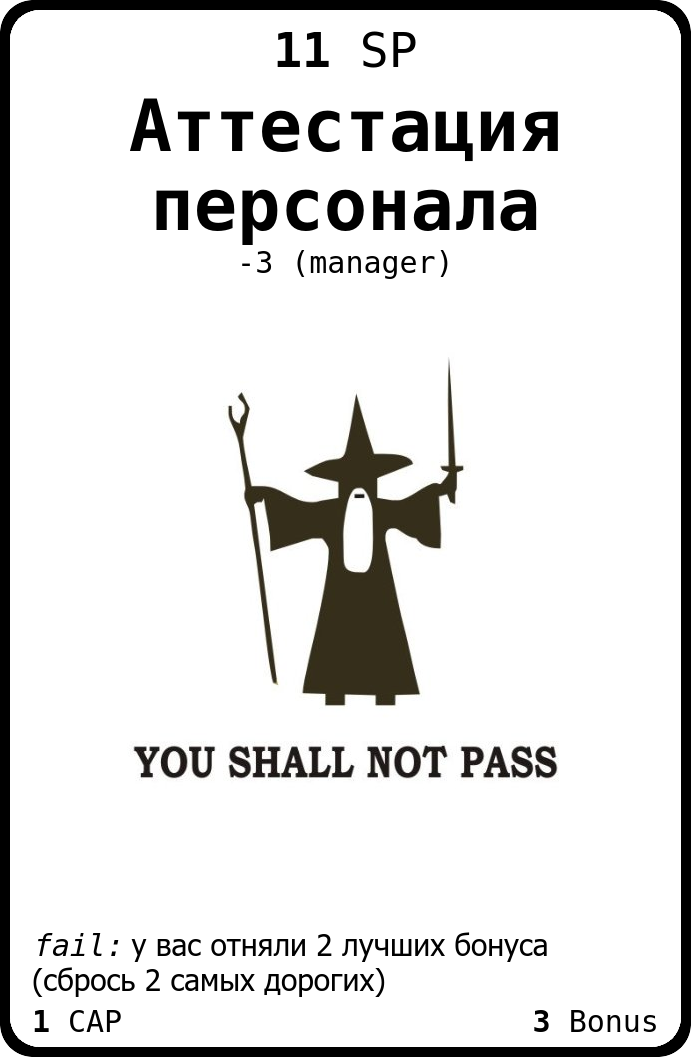 11 SP
Аттестация
персонала
-3 (manager)
YOU SHALL NOT PASS
fail: у вас отняли 2 лучших бонуса
(сбрось 2 самых дорогих)
1 CAP 3 Bonus